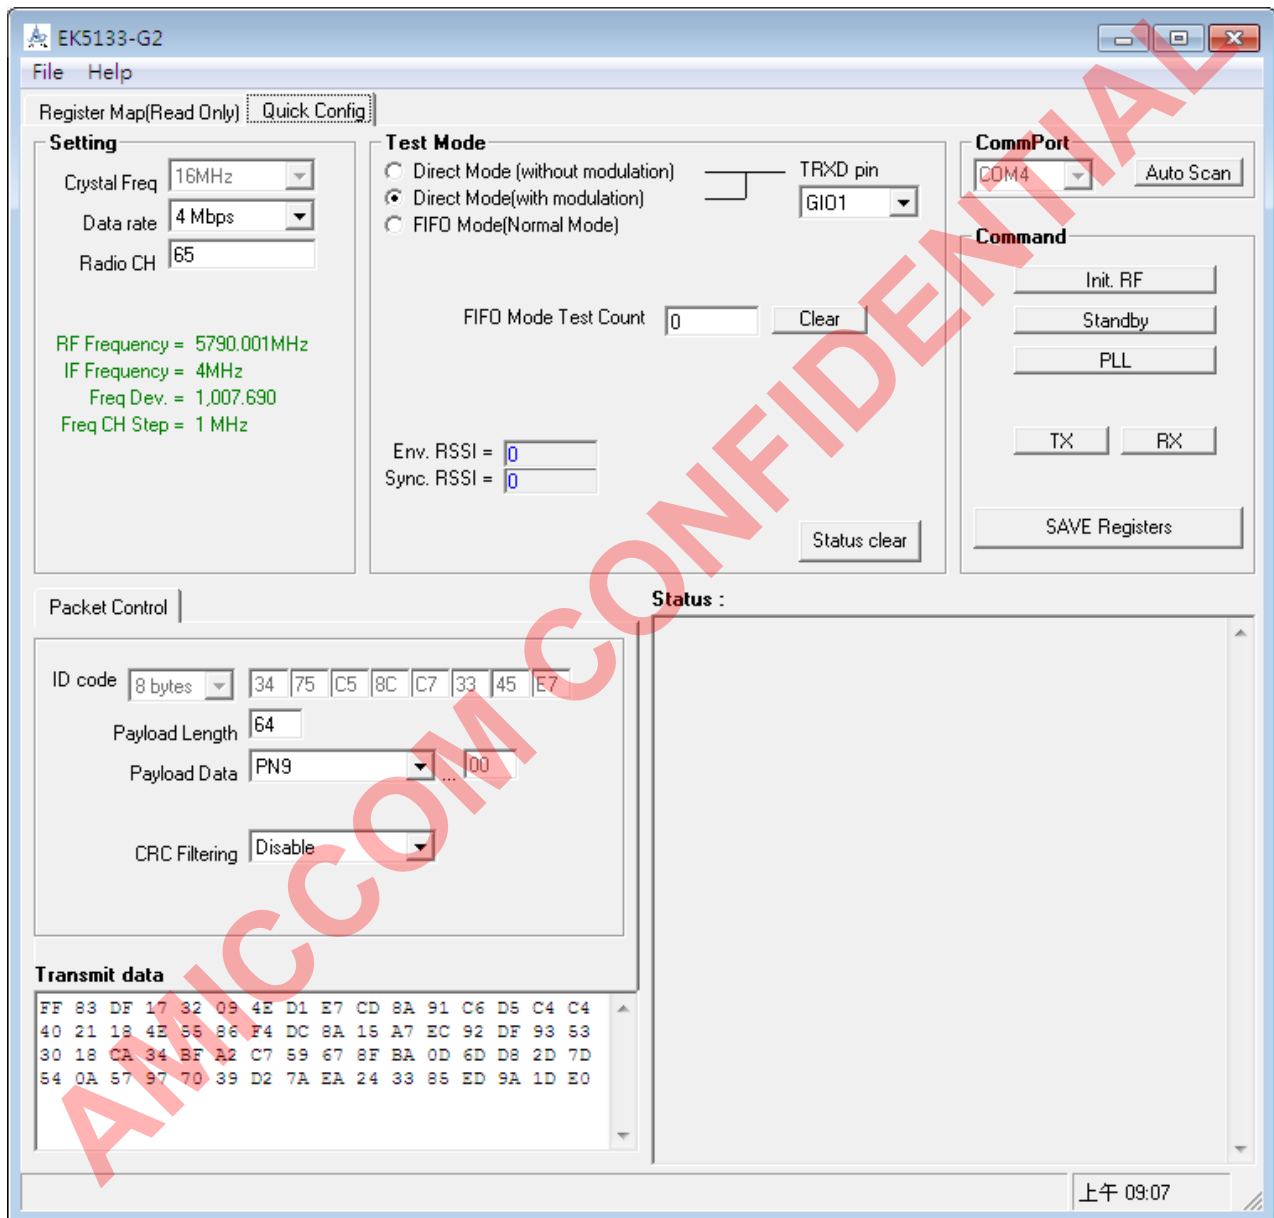 EK5133-G2
File Help
Register Map(Read Only) Quick Config
Setting
Crystal Freq 16MHz
Data rate 4 Mbps
Radio CH 65
RF Frequency = 5790.001MHz
IF Frequency = 4MHz
Freq Dev. = 1,007.690
Freq CH Step = 1 MHz
Test Mode
Direct Mode (without modulation)
Direct Mode(with modulation)
FIFO Mode(Normal Mode)
TRXD pin
GIO1
FIFO Mode Test Count 0 Clear
Env. RSSI = 0
Sync. RSSI = 0
Status clear
CommPort
COM4 Auto Scan
Command
Init. RF
Standby
PLL
TX RX
SAVE Registers
Packet Control
ID code 8 bytes 34 75 C5 8C C7 33 45 E7
Payload Length 64
Payload Data PN9 ... 00
CRC Filtering Disable
Status :
Transmit data
FF 83 DF 17 32 09 4E D1 E7 CD 8A 91 C6 D5 C4 C4
40 21 18 4E 55 86 F4 DC 8A 15 A7 EC 92 DF 93 53
30 18 CA 34 BF A2 C7 59 67 8F BA 0D 6D D8 2D 7D
54 0A 57 97 70 39 D2 7A EA 24 33 85 ED 9A 1D E0
上午 09:07
AMICCOM CONFIDENTIAL